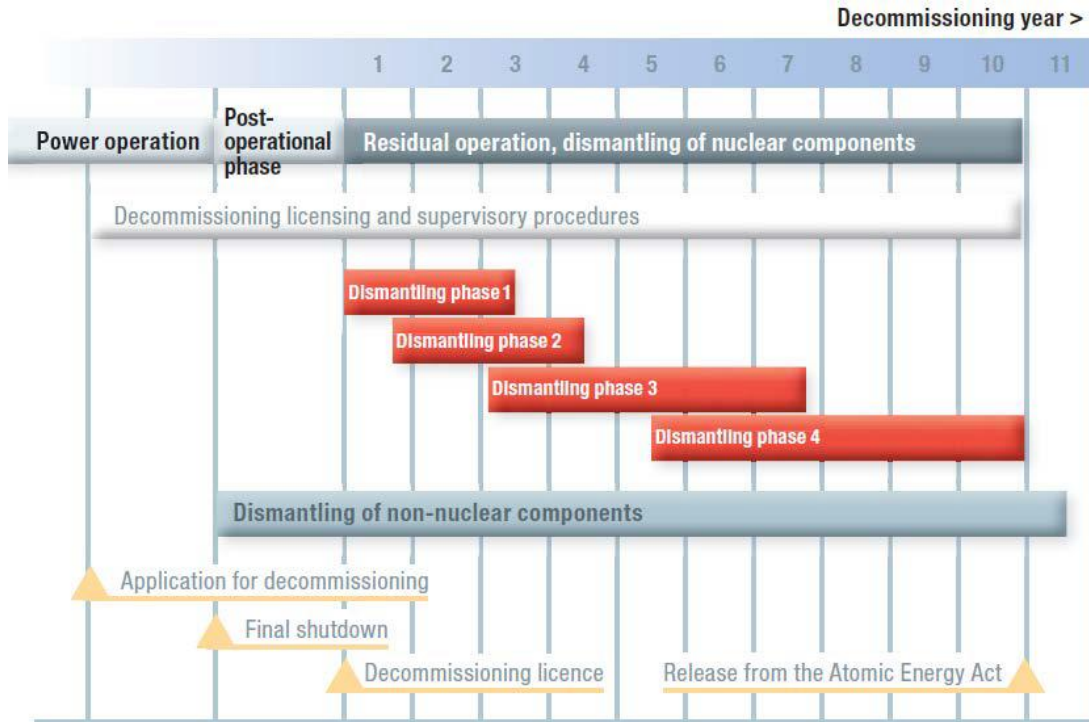 Decommissioning year >
1 2 3 4 5 6 7 8 9 10 11
Power operation
Post-
operational
phase
Residual operation, dismantling of nuclear components
Decommissioning licensing and supervisory procedures
Dismantling phase 1
Dismantling phase 2
Dismantling phase 3
Dismantling phase 4
Dismantling of non-nuclear components
Application for decommissioning
Final shutdown
Decommissioning licence
Release from the Atomic Energy Act